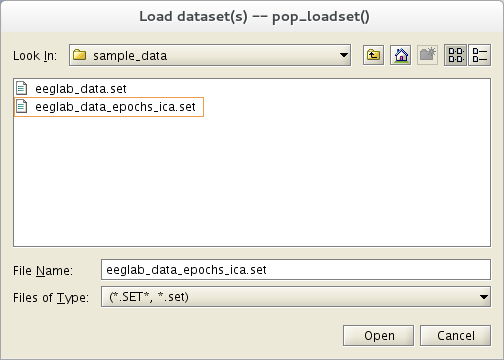 Load dataset(s) -- pop_loadset()
Look In: sample_data
eeglab_data.set
eeglab_data_epochs_ica.set
File Name: eeglab_data_epochs_ica.set
Files of Type: (*.SET*, *.set)
Open Cancel